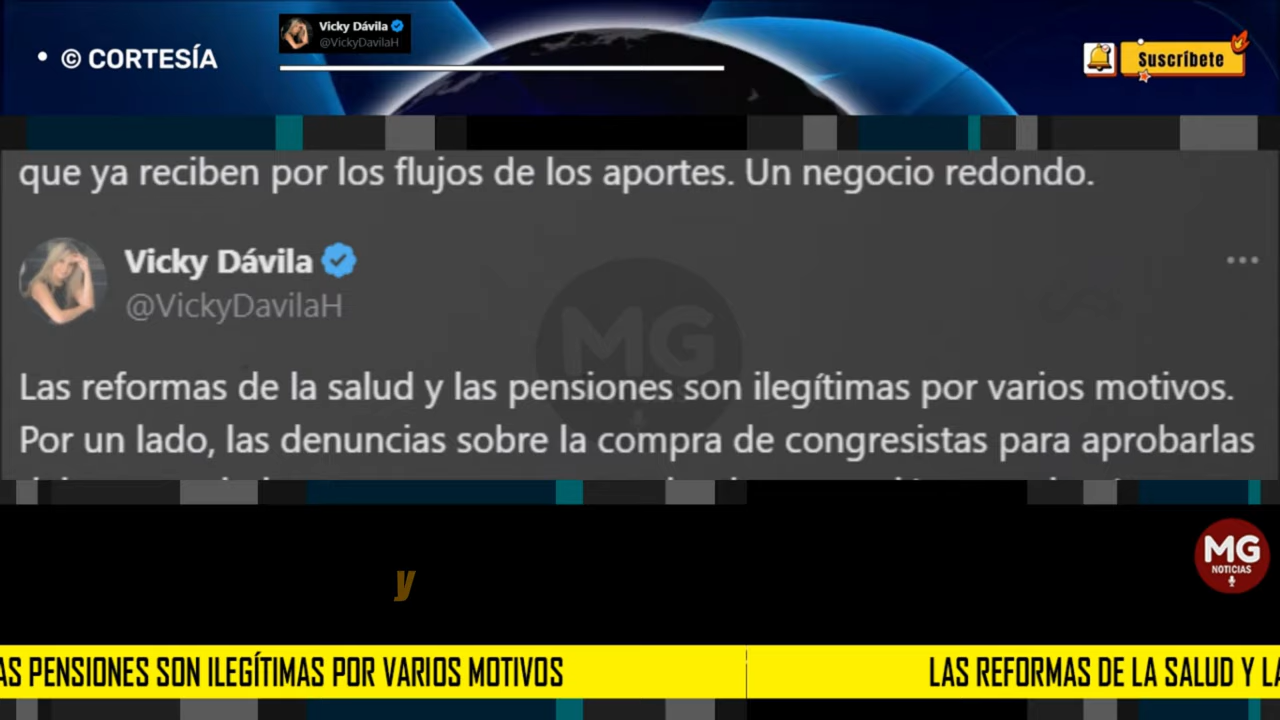 • © CORTESÍA
Vicky Dávila
@VickyDavilaH
Suscríbete
que ya reciben por los flujos de los aportes. Un negocio redondo.
Vicky Dávila
@VickyDavilaH
MG
Las reformas de la salud y las pensiones son ilegítimas por varios motivos.
Por un lado, las denuncias sobre la compra de congresistas para aprobarlas
MG
NOTICIAS
y
AS PENSIONES SON ILEGÍTIMAS POR VARIOS MOTIVOS
LAS REFORMAS DE LA SALUD Y LA